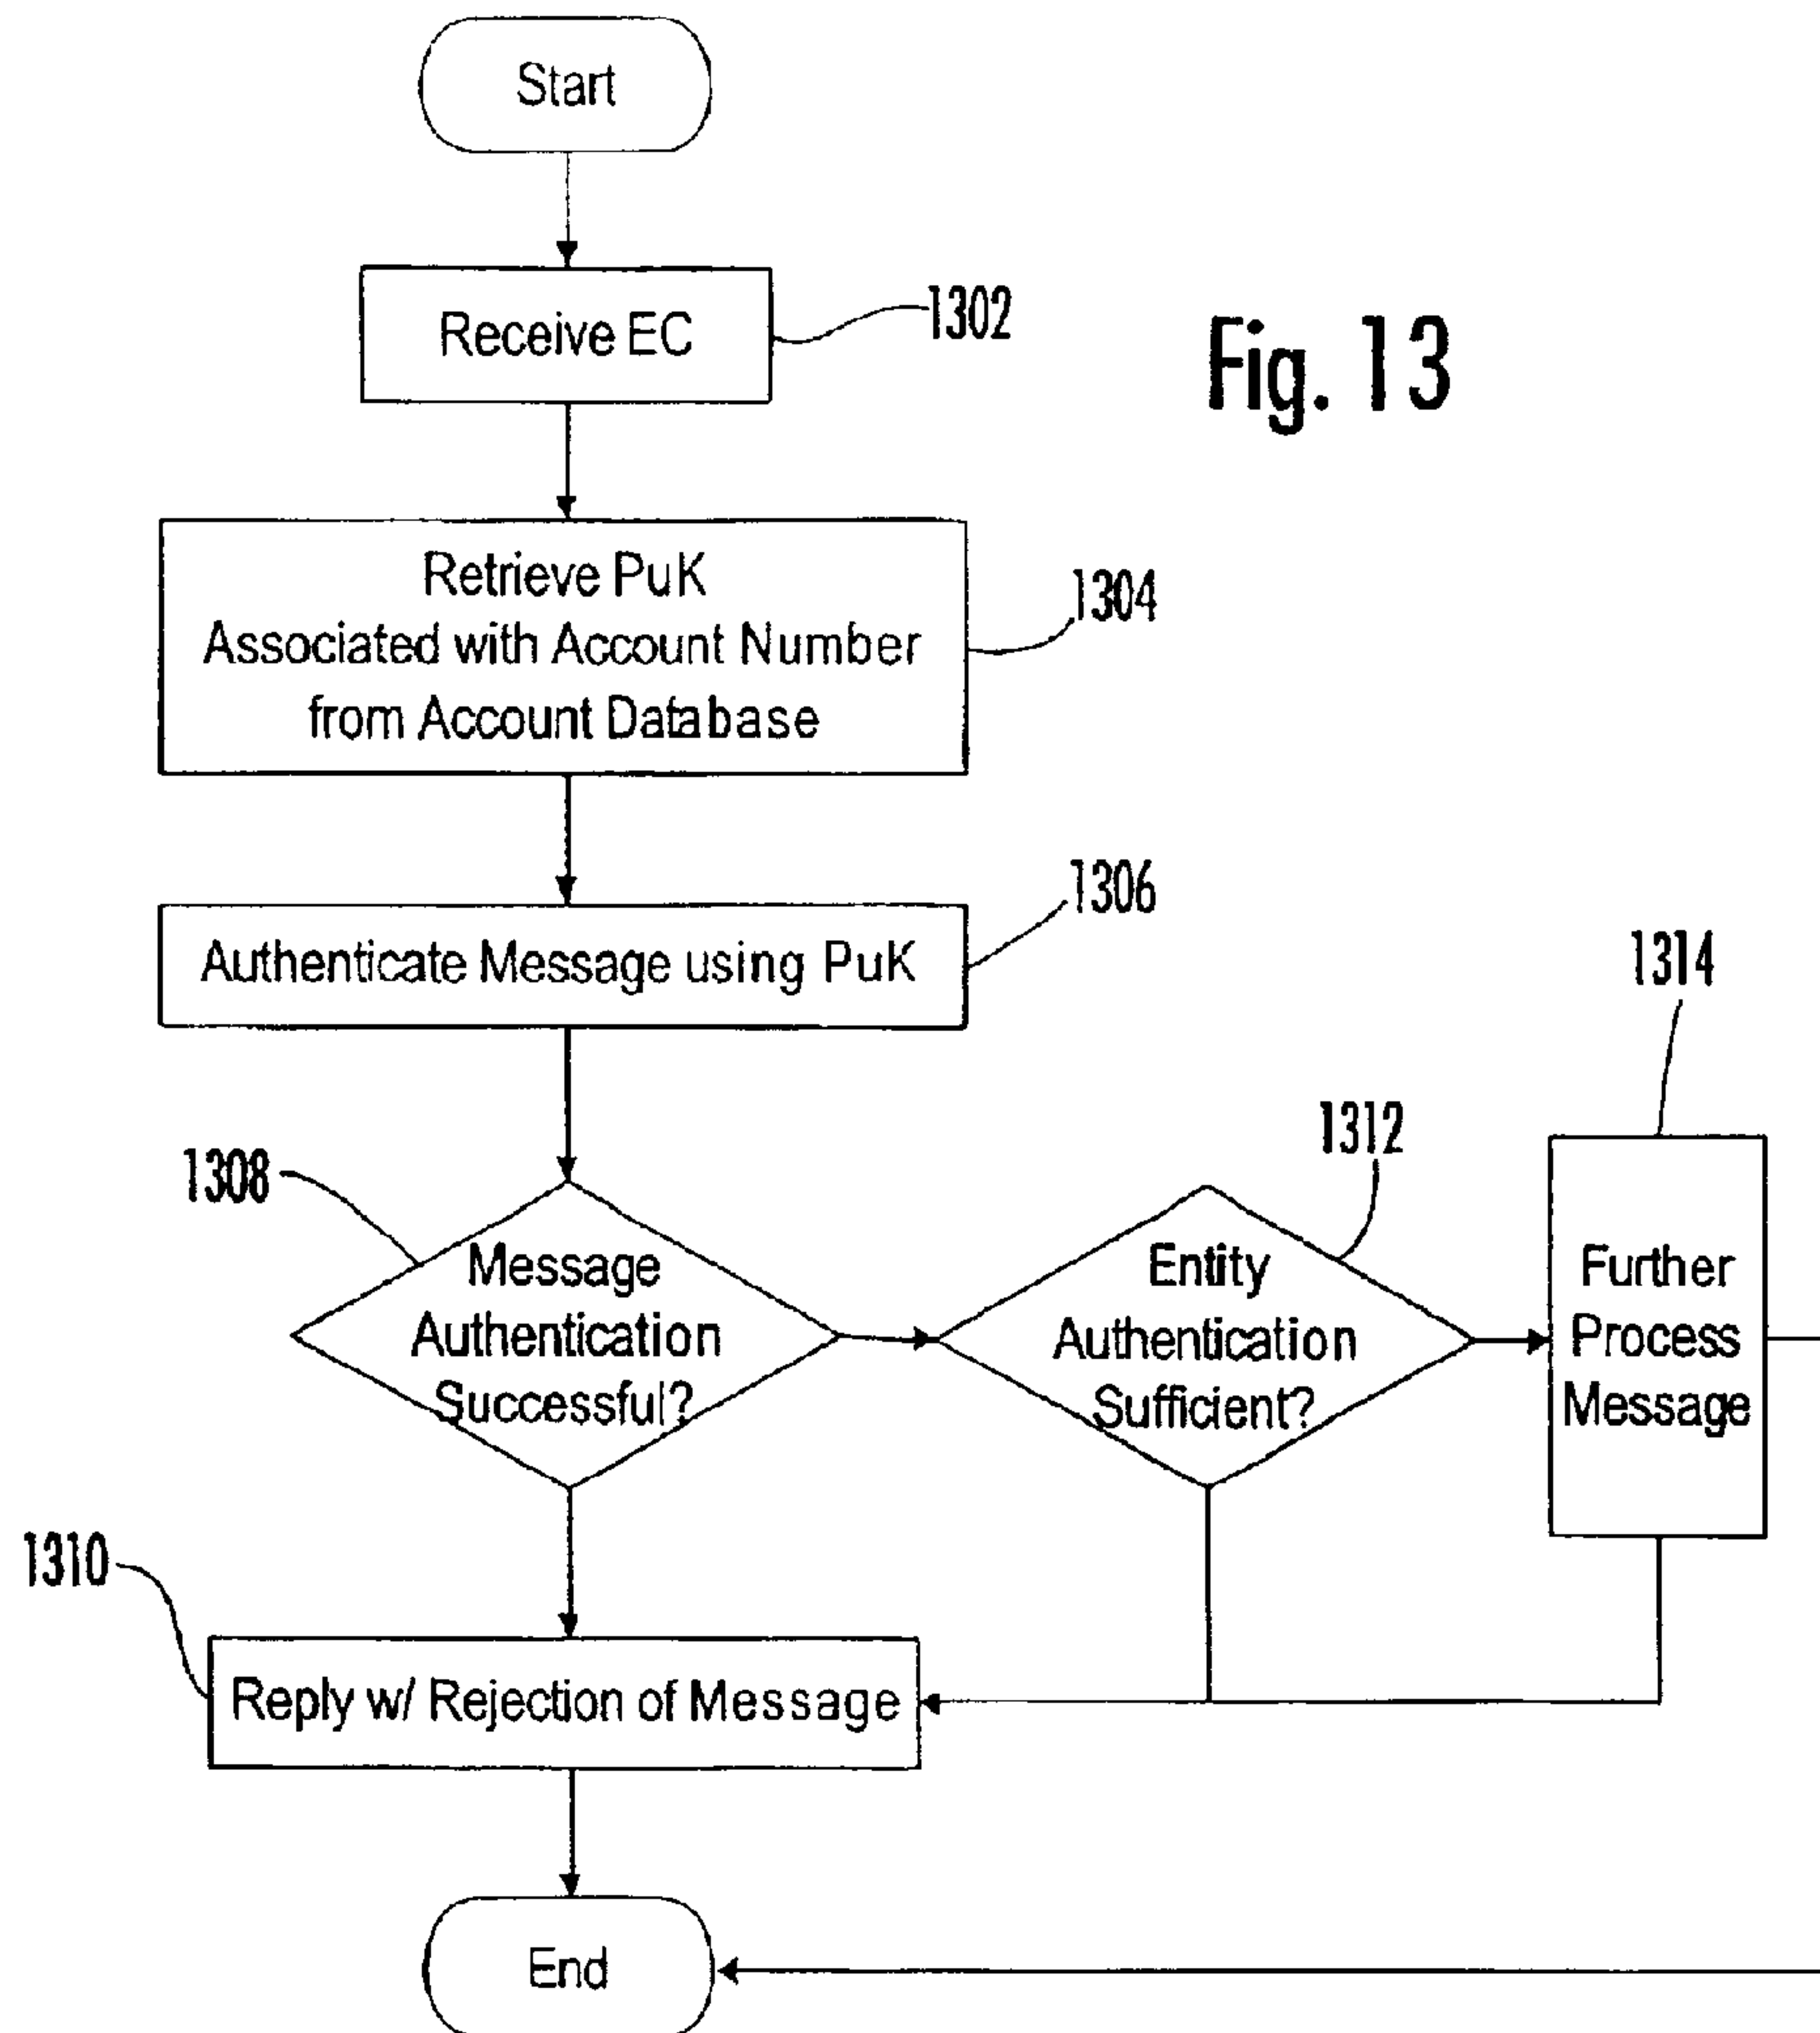 Start
Receive EC
1302
Fig. 13
Retrieve PuK
Associated with Account Number
from Account Database
1304
1306
Authenticate Message using PuK
1314
1312
1308
Message
Authentication
Successful?
Entity
Authentication
Sufficient?
Further
Process
Message
1310
Reply w/ Rejection of Message
End